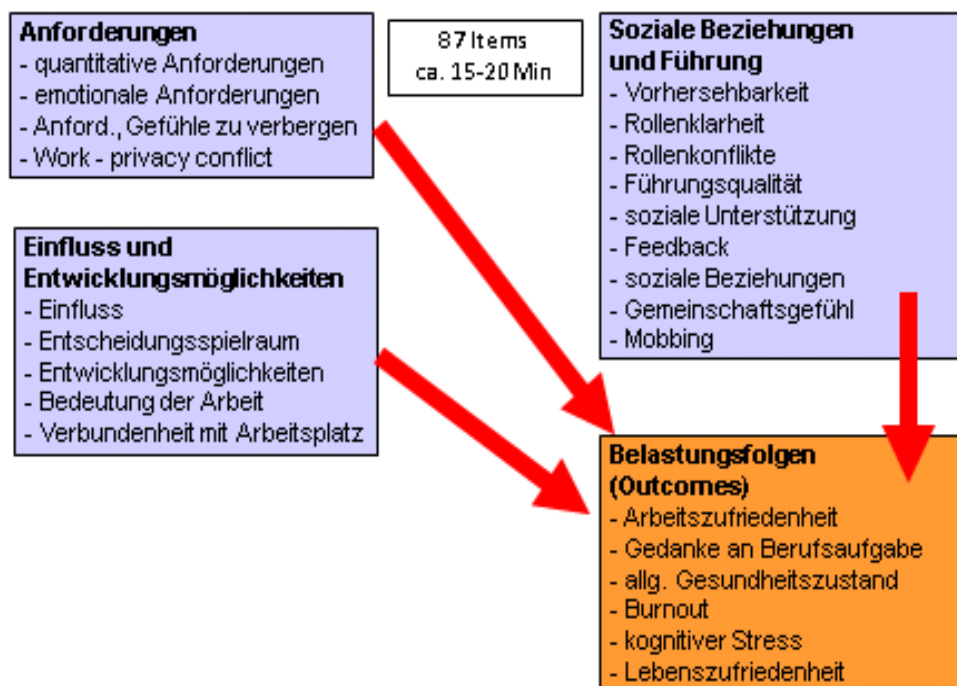 Anforderungen
- quantitative Anforderungen
- emotionale Anforderungen
- Anford., Gefühle zu verbergen
- Work - privacy conflict
87 Items
ca. 15-20 Min
Soziale Beziehungen
und Führung
- Vorhersehbarkeit
- Rollenklarheit
- Rollenkonflikte
- Führungsqualität
- soziale Unterstützung
- Feedback
- soziale Beziehungen
- Gemeinschaftsgefühl
- Mobbing
Einfluss und
Entwicklungsmöglichkeiten
- Einfluss
- Entscheidungsspielraum
- Entwicklungsmöglichkeiten
- Bedeutung der Arbeit
- Verbundenheit mit Arbeitsplatz
Belastungsfolgen
(Outcomes)
- Arbeitszufriedenheit
- Gedanke an Berufsaufgabe
- allg. Gesundheitszustand
- Burnout
- kognitiver Stress
- Lebenszufriedenheit